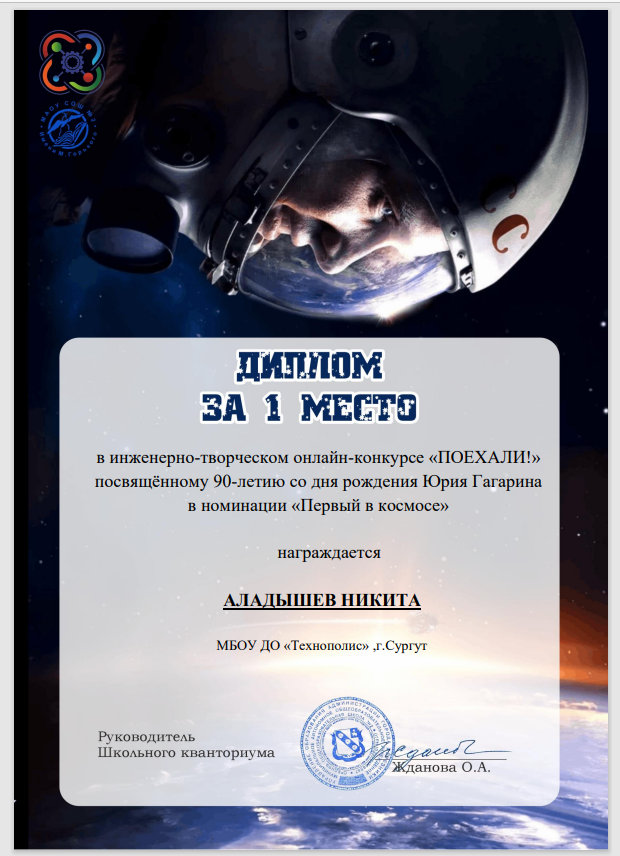 СС
ДИПЛОМ
ЗА 1 МЕСТО
в инженерно-творческом онлайн-конкурсе «ПОЕХАЛИ!»
посвящённому 90-летию со дня рождения Юрия Гагарина
в номинации «Первый в космосе»
награждается
АЛАДЫШЕВ НИКИТА
МБОУ ДО «Технополис» ,г.Сургут
Руководитель
Школьного кванториума
Жданова О.А.